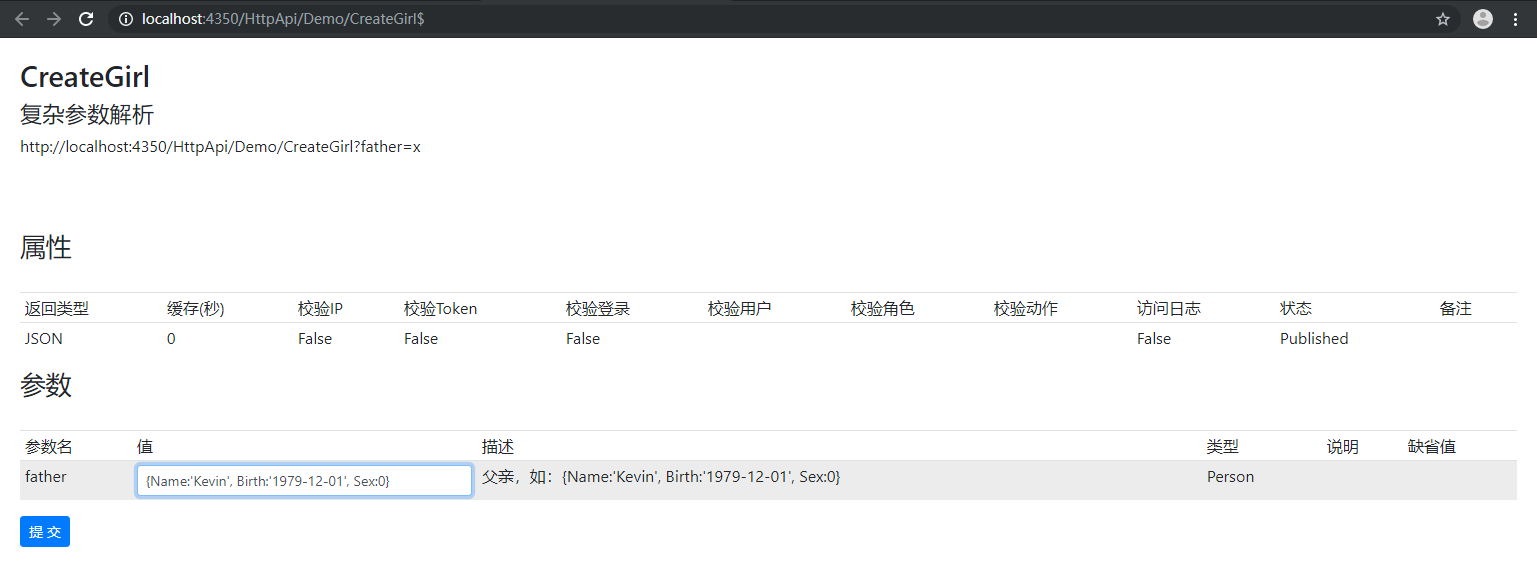 localhost:4350/HttpApi/Demo/CreateGirl$
CreateGirl
复杂参数解析
http://localhost:4350/HttpApi/Demo/CreateGirl?father=x
属性
返回类型 缓存(秒) 校验IP 校验Token 校验登录 校验用户 校验角色 校验动作 访问日志 状态 备注
JSON 0 False False False False Published
参数
参数名 值 描述 类型 说明 缺省值
father {Name:'Kevin', Birth:'1979-12-01', Sex:0} 父亲，如：{Name:'Kevin', Birth:'1979-12-01', Sex:0} Person
提 交